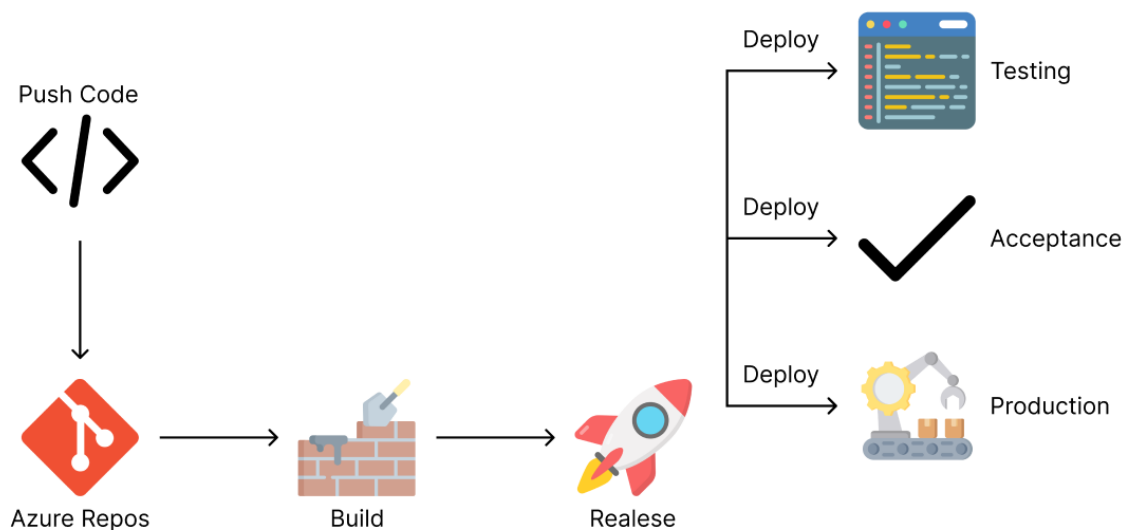 Push Code
Azure Repos
Build
Realese
Deploy
Testing
Deploy
Acceptance
Deploy
Production